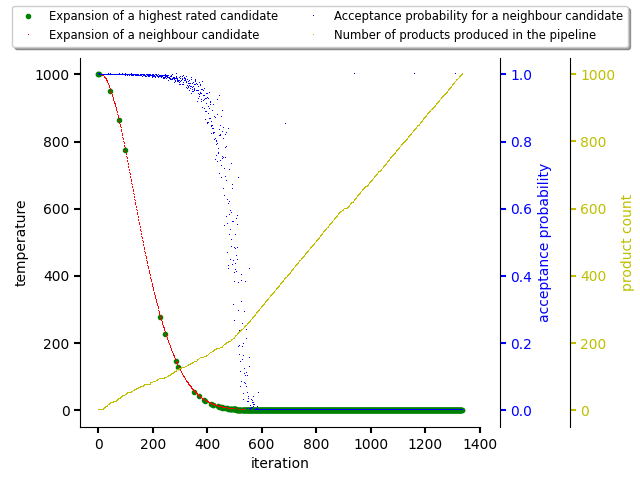 Expansion of a highest rated candidate
Expansion of a neighbour candidate
Acceptance probability for a neighbour candidate
Number of products produced in the pipeline
1000
800
600
400
200
0
temperature
0 200 400 600 800 1000 1200 1400
iteration
1.0
0.8
0.6
0.4
0.2
0.0
acceptance probability
1000
800
600
400
200
0
product count